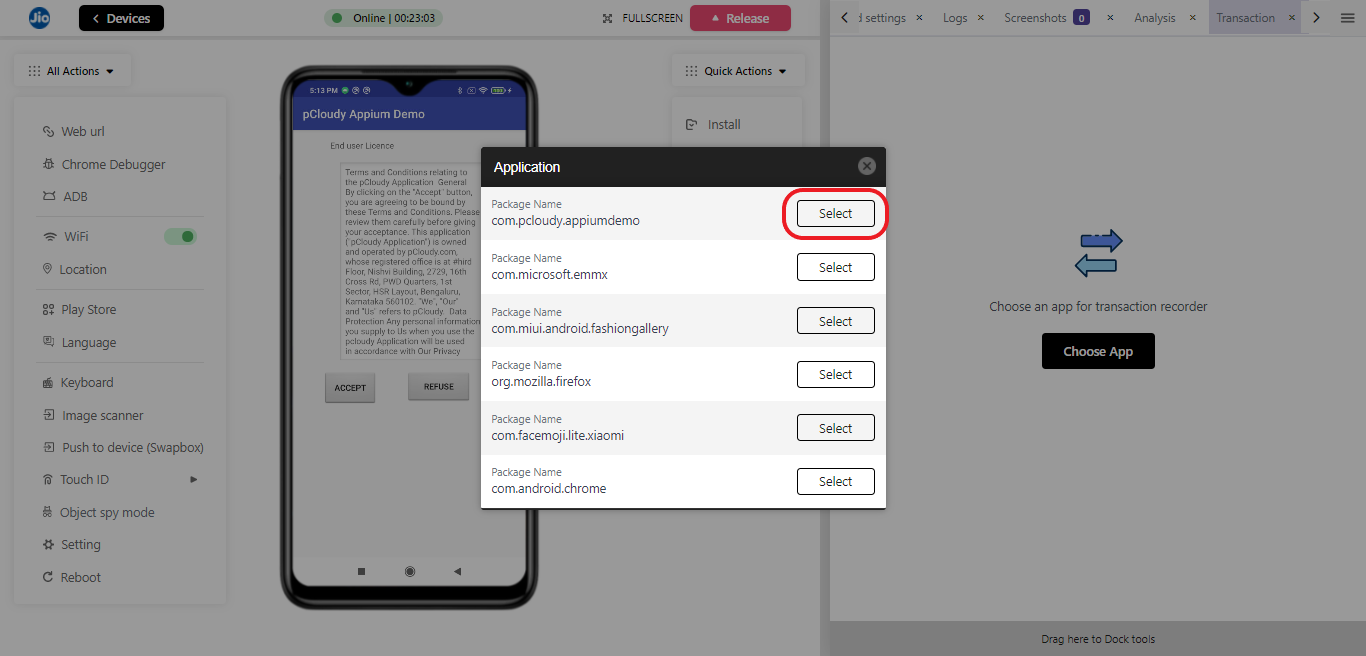 Jio
Devices
Online | 00:23:03
FULLSCREEN
Release
d settings
Logs
Screenshots
0
Analysis
Transaction
All Actions
Web url
Chrome Debugger
ADB
WiFi
Location
Play Store
Language
Keyboard
Image scanner
Push to device (Swapbox)
Touch ID
Object spy mode
Setting
Reboot
5:13 PM
pCloudy Appium Demo
End user Licence
Terms and Conditions relating to
the pCloudy Application General
By clicking on the "Accept" button,
you are agreeing to be bound by
these Terms and Conditions. Please
review them carefully before giving
your acceptance. This application
("pCloudy Application") is owned
and operated by pCloudy.com,
whose registered office is at #hird
Floor, Nishvi Building, 2729, 16th
Cross Rd, PWD Quarters, 1st
Sector, HSR Layout, Bengaluru,
Karnataka 560102. "We", "Our"
and "Us" refers to pCloudy. Data
Protection Any personal information
you supply to Us when you use the
pcloudy Application will be used
in accordance with Our Privacy
ACCEPT
REFUSE
Quick Actions
Install
Application
Package Name
com.pcloudy.appiumdemo
Select
Package Name
com.microsoft.emmx
Select
Package Name
com.miui.android.fashiongallery
Select
Package Name
org.mozilla.firefox
Select
Package Name
com.facemoji.lite.xiaomi
Select
Package Name
com.android.chrome
Select
Choose an app for transaction recorder
Choose App
Drag here to Dock tools